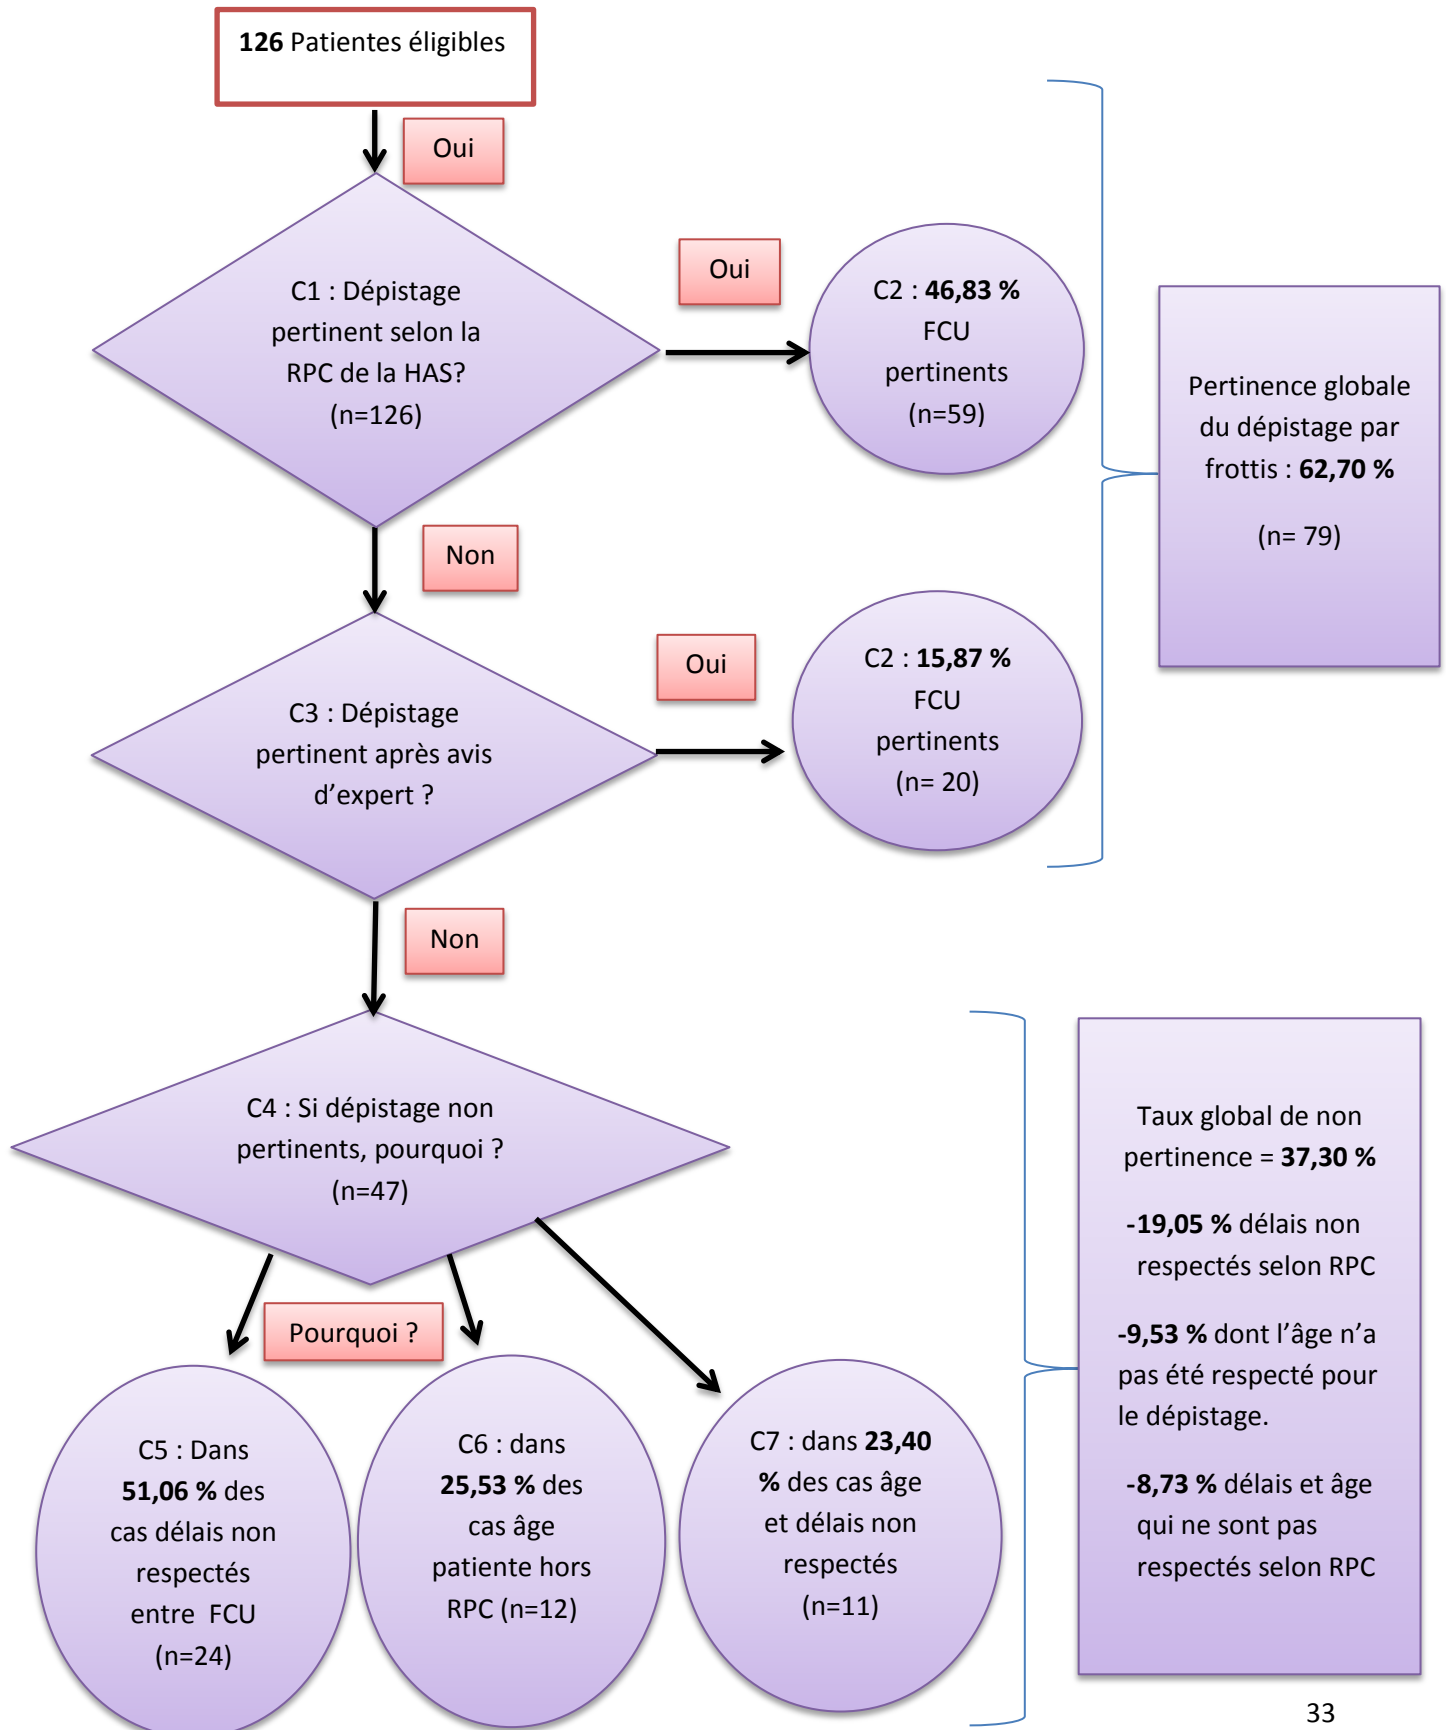 126 Patientes éligibles
Oui
C1 : Dépistage
pertinent selon la
RPC de la HAS?
(n=126)
Oui
C2 : 46,83 %
FCU
pertinents
(n=59)
Pertinence globale
du dépistage par
frottis : 62,70 %
(n= 79)
Non
C3 : Dépistage
pertinent après avis
d’expert ?
Oui
C2 : 15,87 %
FCU
pertinents
(n= 20)
Non
C4 : Si dépistage non
pertinents, pourquoi ?
(n=47)
Pourquoi ?
C5 : Dans
51,06 % des
cas délais non
respectés
entre FCU
(n=24)
C6 : dans
25,53 % des
cas âge
patiente hors
RPC (n=12)
C7 : dans 23,40
% des cas âge
et délais non
respectés
(n=11)
Taux global de non
pertinence = 37,30 %
-19,05 % délais non
respectés selon RPC
-9,53 % dont l’âge n’a
pas été respecté pour
le dépistage.
-8,73 % délais et âge
qui ne sont pas
respectés selon RPC
33